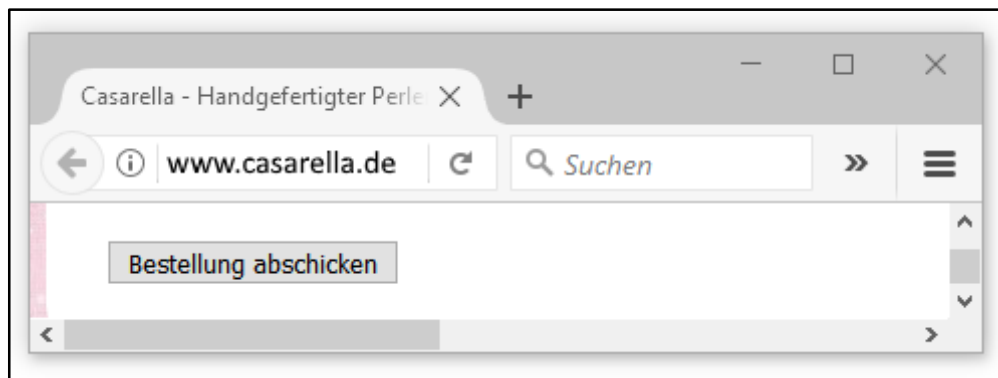 Casarella - Handgefertigter Perle
www.casarella.de Suchen
Bestellung abschicken